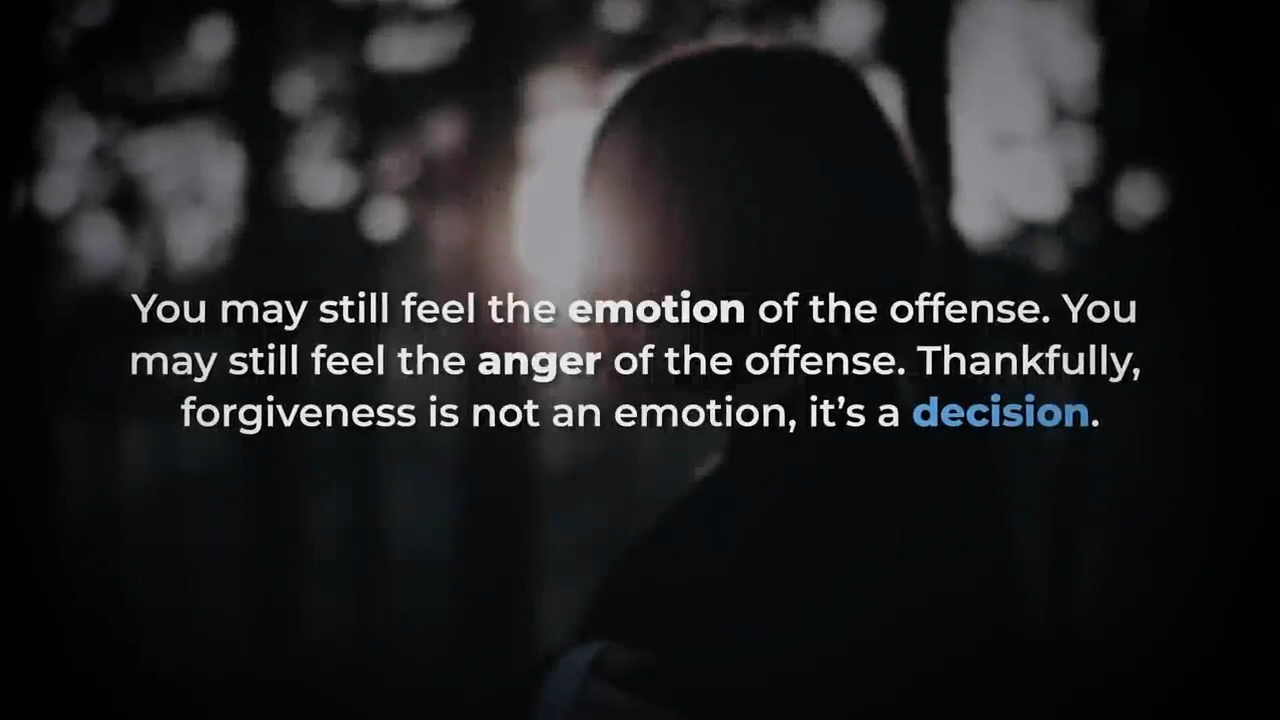 You may still feel the emotion of the offense. You
may still feel the anger of the offense. Thankfully,
forgiveness is not an emotion, it’s a decision.